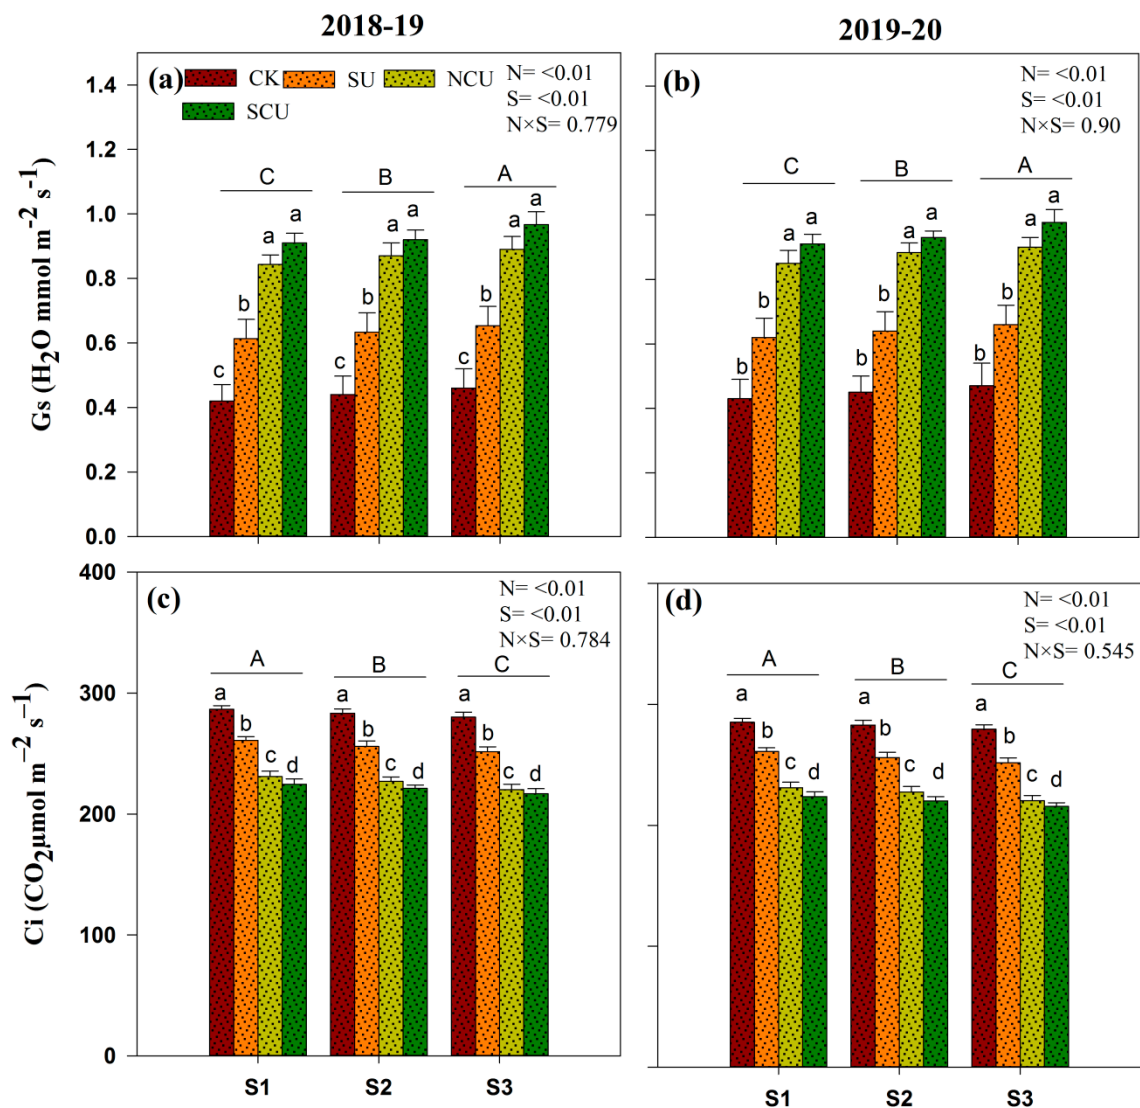 2018-19
2019-20
(a)
CK
SU
NCU
SCU
N= <0.01
S= <0.01
N×S= 0.779
1.4
1.2
1.0
0.8
0.6
0.4
0.2
0.0
Gs (H2O mmol m-2 s-1)
C
B
A
c
b
a
a
c
b
a
a
c
b
a
a
(b)
N= <0.01
S= <0.01
N×S= 0.90
C
B
A
b
b
a
a
b
b
a
a
b
b
a
a
(c)
N= <0.01
S= <0.01
N×S= 0.784
400
300
200
100
0
Ci (CO2µmol m−2 s−1)
A
B
C
a
b
c
d
a
b
c
d
a
b
c
d
S1
S2
S3
(d)
N= <0.01
S= <0.01
N×S= 0.545
A
B
C
a
b
c
d
a
b
c
d
a
b
c
d
S1
S2
S3